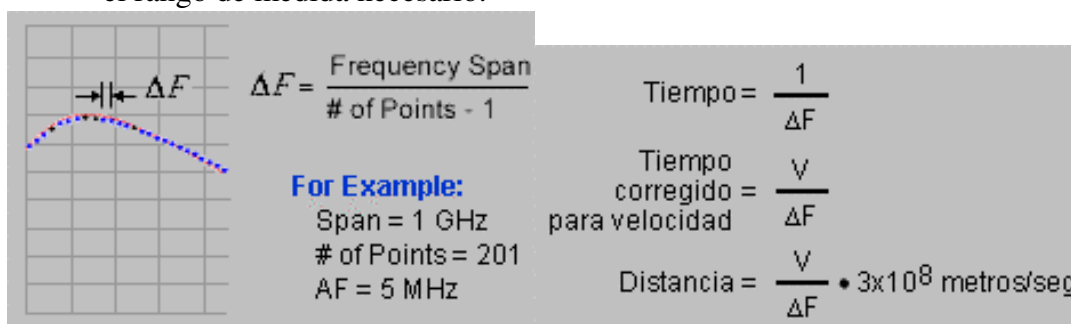 el rango de medida necesario.
ΔF
ΔF = Frequency Span
# of Points - 1
For Example:
Span = 1 GHz
# of Points = 201
AF = 5 MHz
Tiempo = 1
ΔF
Tiempo
corregido = V
para velocidad ΔF
Distancia = V
ΔF
• 3x10⁸ metros/seg